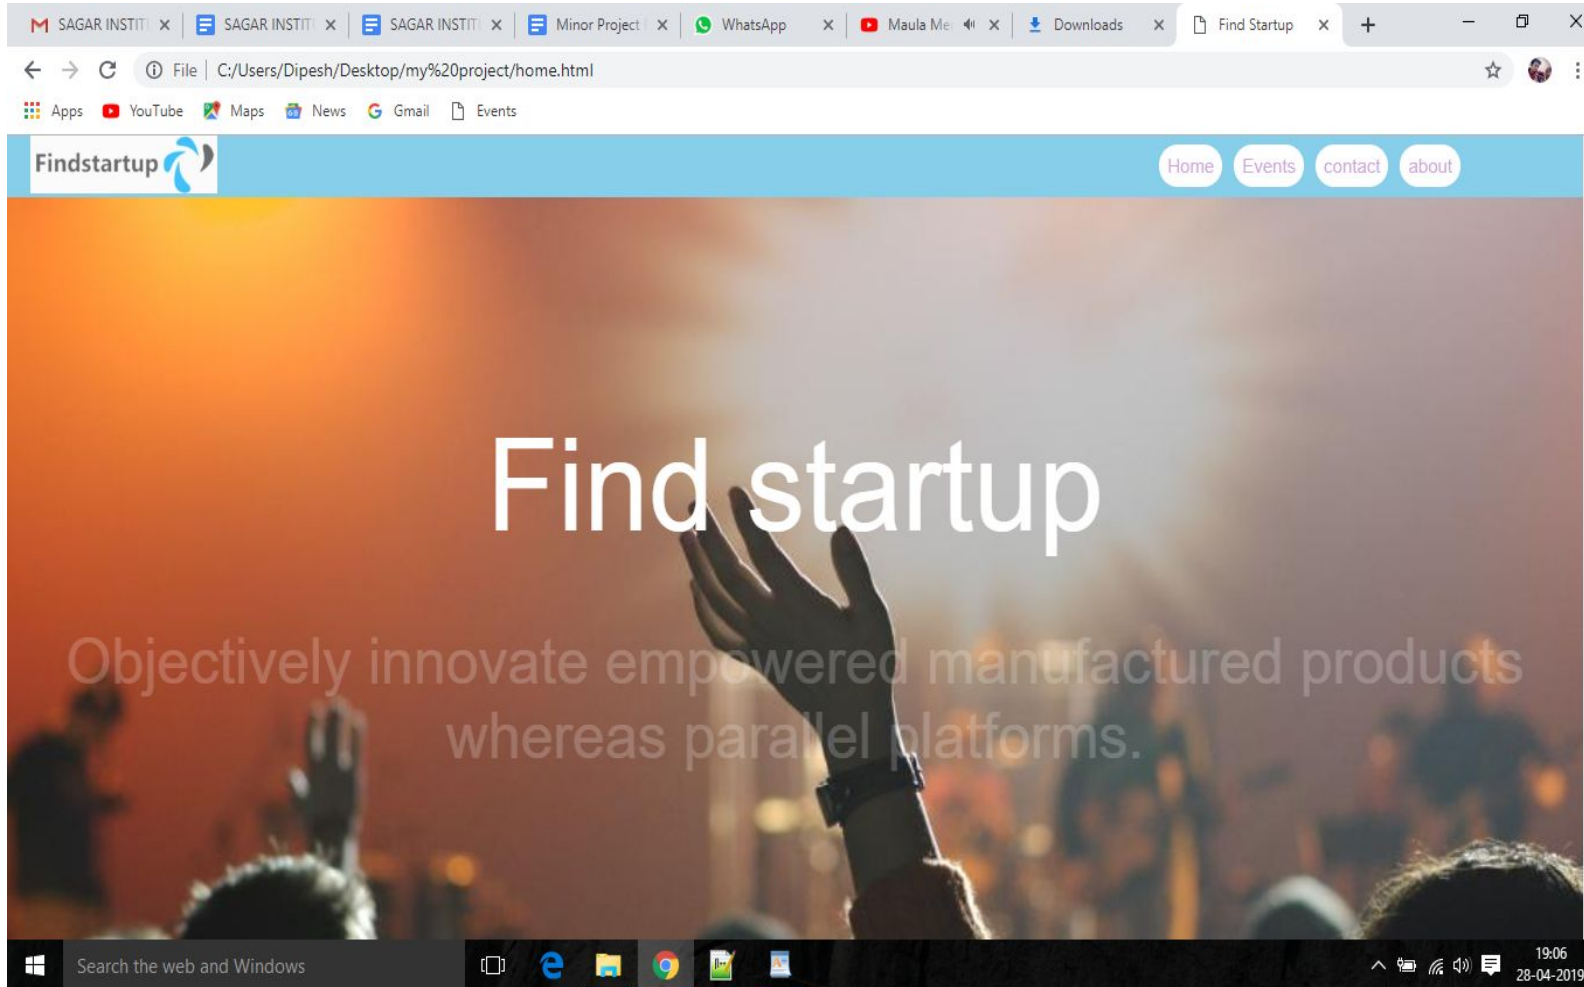 SAGAR INSTIT SAGAR INSTIT SAGAR INSTIT Minor Project WhatsApp Maula Me Downloads Find Startup
File C:/Users/Dipesh/Desktop/my%20project/home.html
Apps YouTube Maps News Gmail Events
Findstartup Home Events contact about
Find startup
Objectively innovate empowered manufactured products
whereas parallel platforms.
Search the web and Windows
19:06
28-04-2019